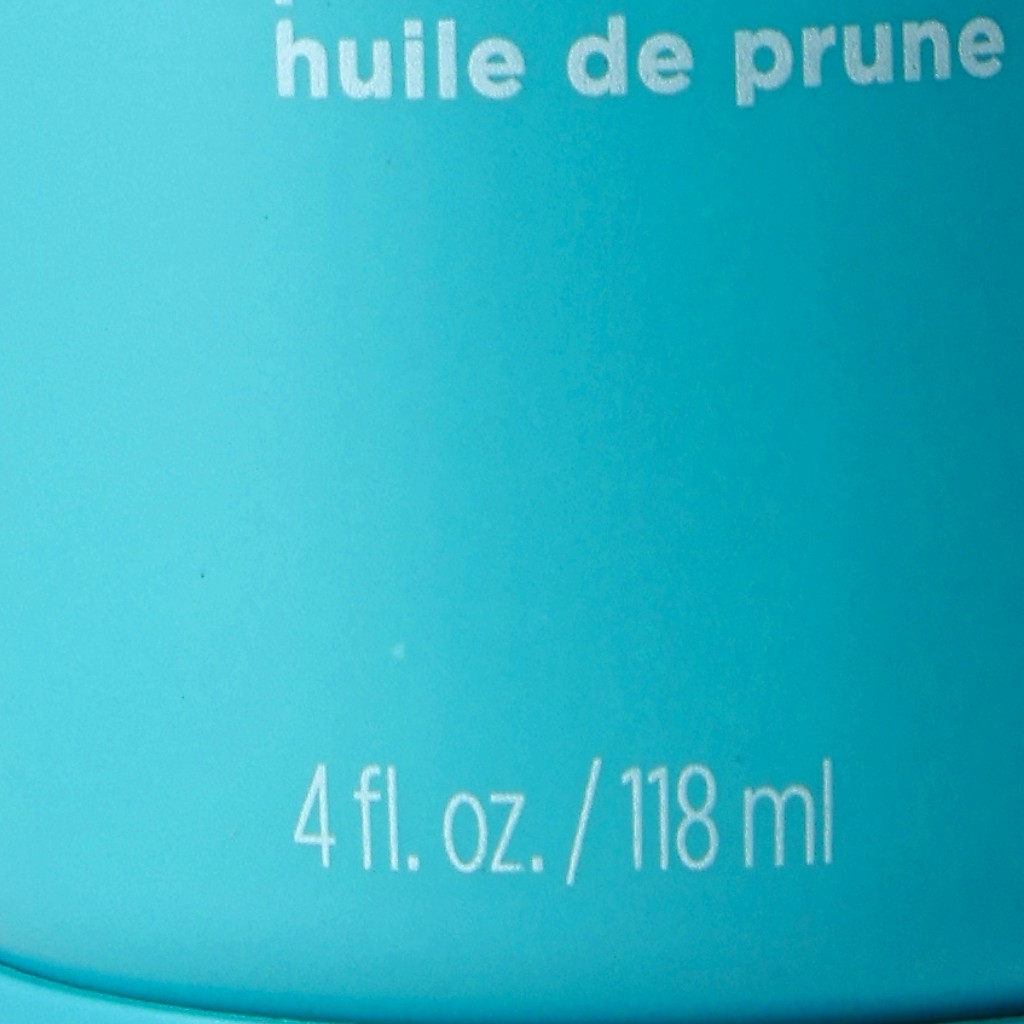 huile de prune
4 fl. oz. / 118 ml